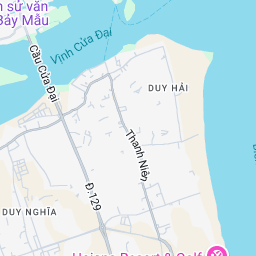 sử văn
Bảy Mẫu
Vịnh Cửa Đại
Cầu Cửa Đại
DUY HẢI
Thanh Niên
Đ.129
DUY NGHĨA
Hoiana Resort & Golf